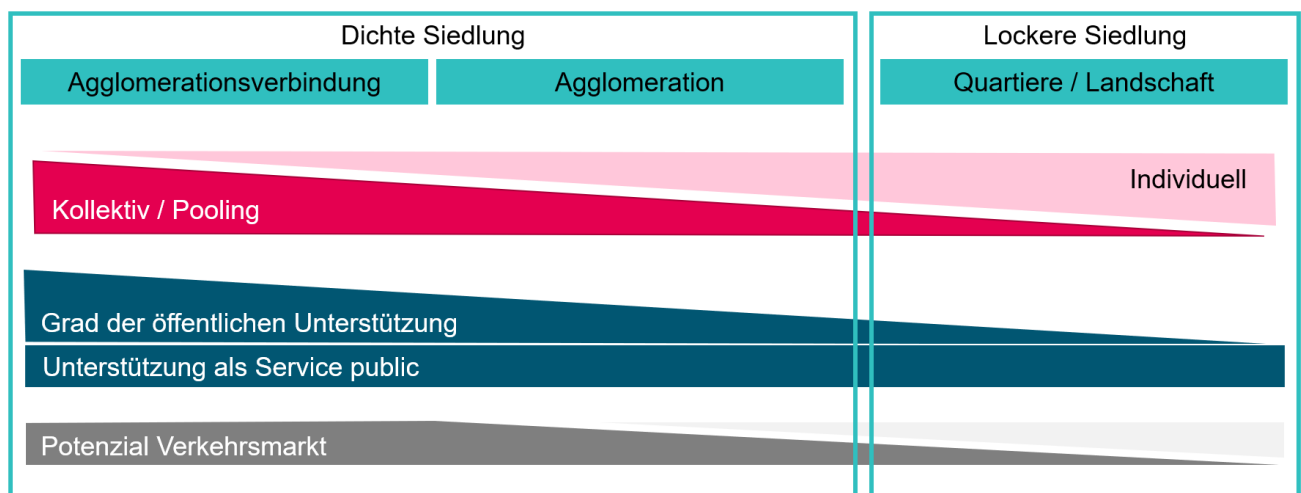 Dichte Siedlung
Lockere Siedlung
Agglomerationsverbindung
Agglomeration
Quartiere / Landschaft
Individuell
Kollektiv / Pooling
Grad der öffentlichen Unterstützung
Unterstützung als Service public
Potenzial Verkehrsmarkt